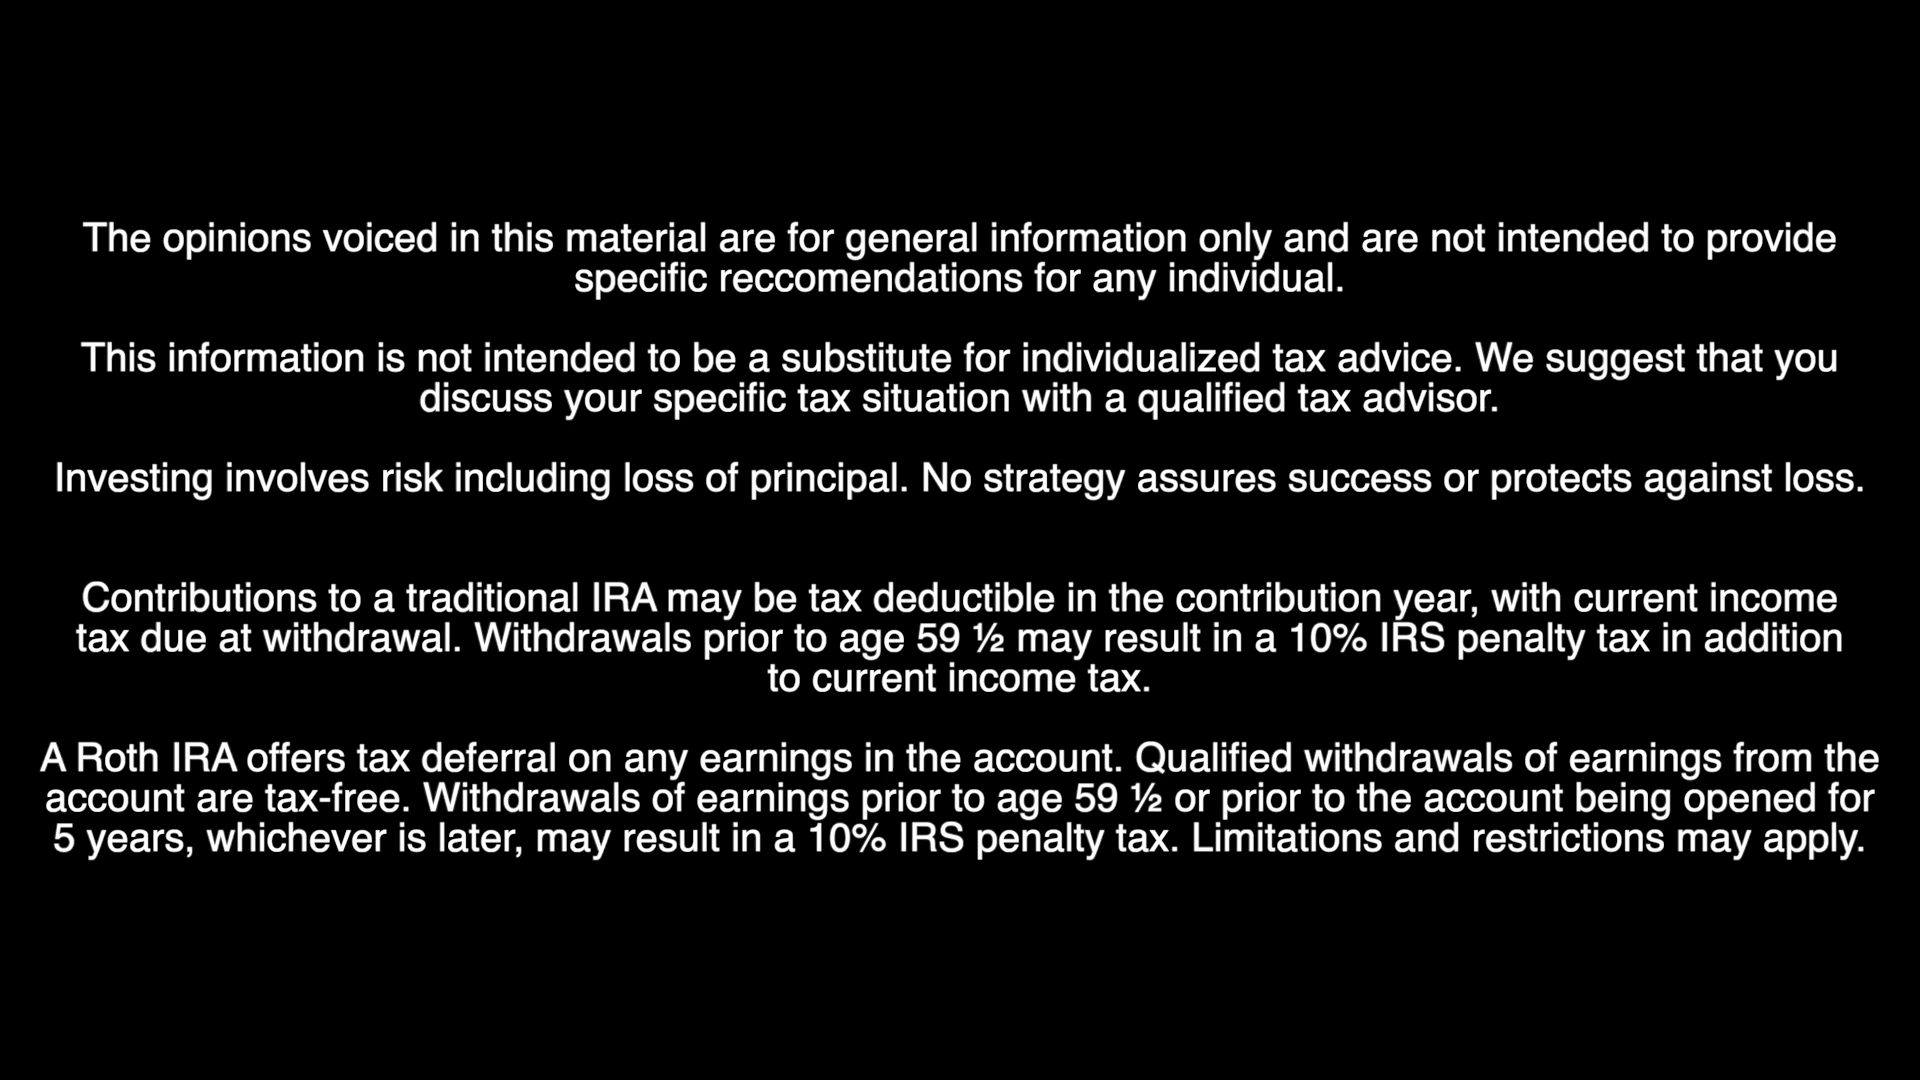 The opinions voiced in this material are for general information only and are not intended to provide
specific reccomendations for any individual.
This information is not intended to be a substitute for individualized tax advice. We suggest that you
discuss your specific tax situation with a qualified tax advisor.
Investing involves risk including loss of principal. No strategy assures success or protects against loss.
Contributions to a traditional IRA may be tax deductible in the contribution year, with current income
tax due at withdrawal. Withdrawals prior to age 59 ½ may result in a 10% IRS penalty tax in addition
to current income tax.
A Roth IRA offers tax deferral on any earnings in the account. Qualified withdrawals of earnings from the
account are tax-free. Withdrawals of earnings prior to age 59 ½ or prior to the account being opened for
5 years, whichever is later, may result in a 10% IRS penalty tax. Limitations and restrictions may apply.